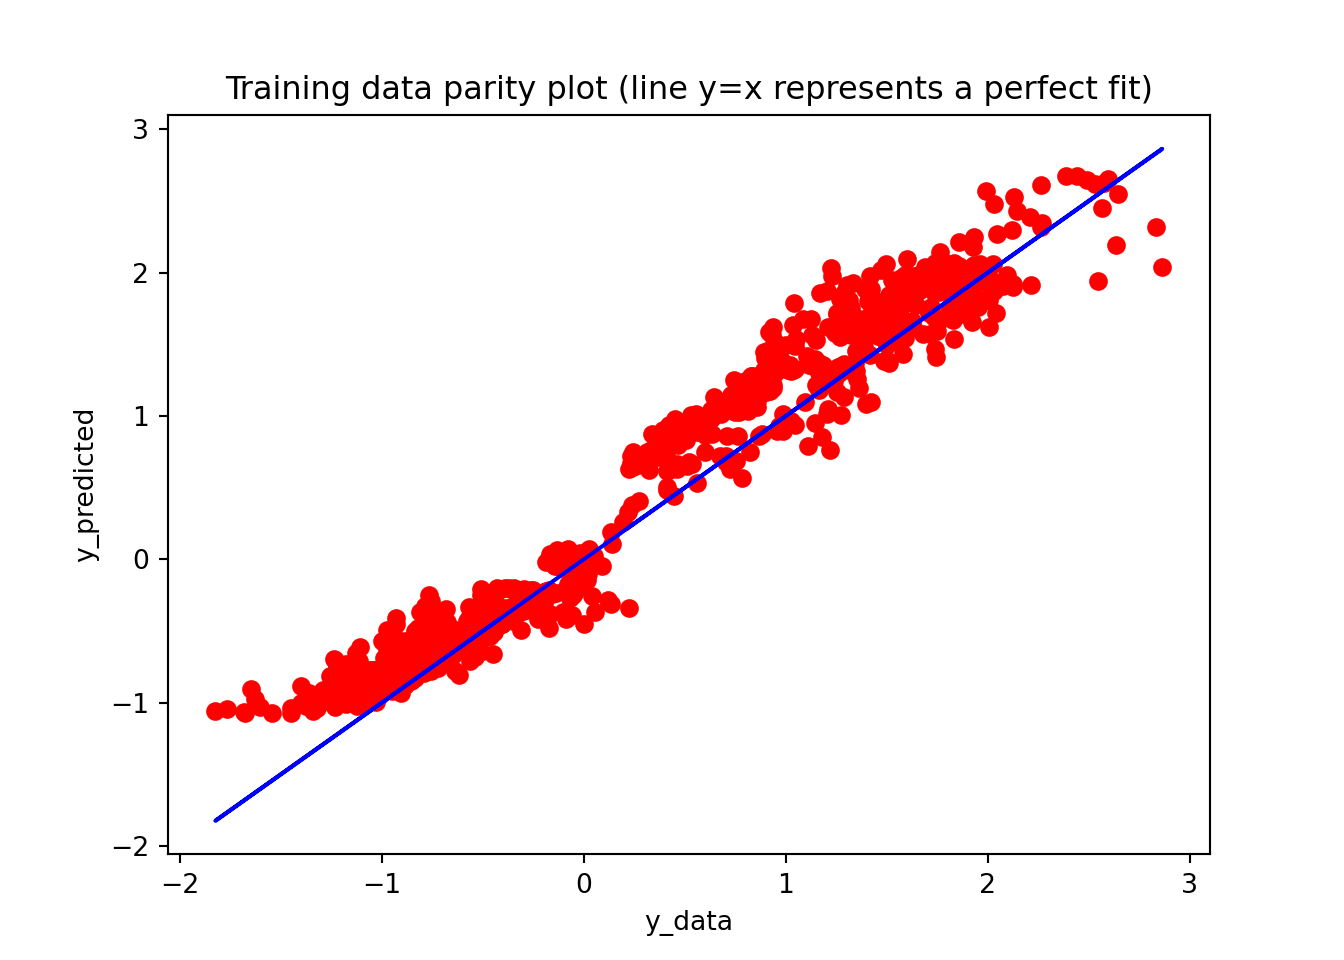 Training data parity plot (line y=x represents a perfect fit)
3
2
1
0
−1
−2
y_predicted
−2 −1 0 1 2 3
y_data